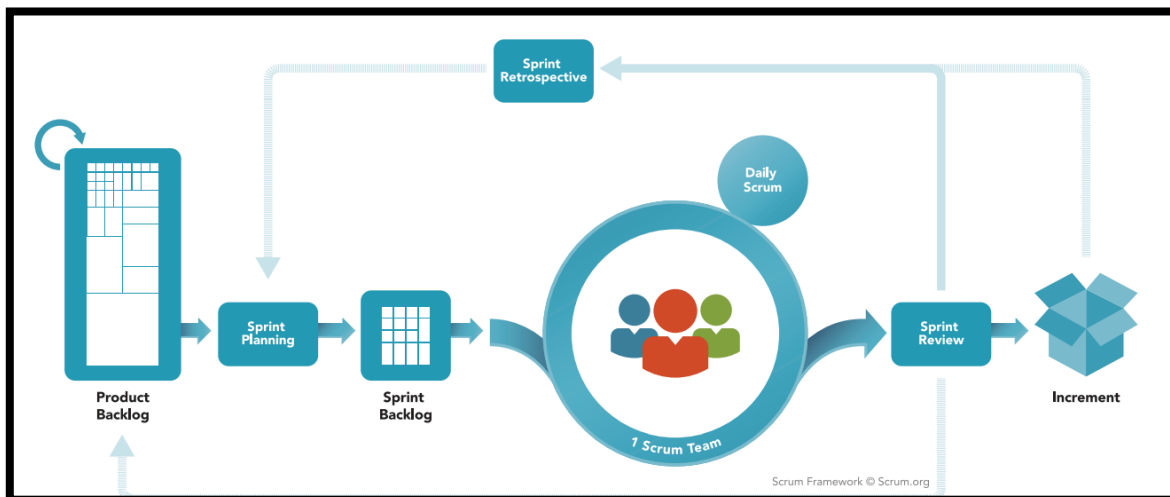 Sprint
Retrospective
Daily
Scrum
Sprint
Planning
Sprint
Review
Product
Backlog
Sprint
Backlog
Increment
1 Scrum Team
Scrum Framework © Scrum.org